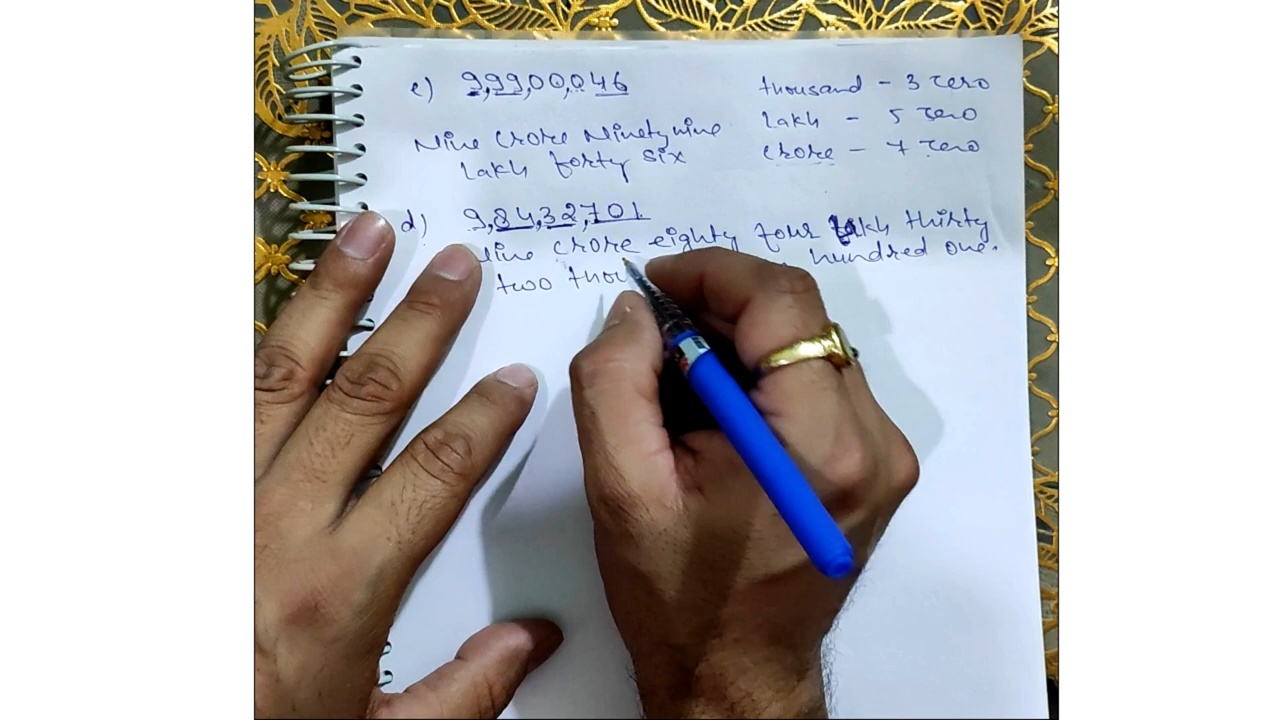 e) 9,99,00,046
thousand - 3 zero
lakh - 5 zero
crore - 7 zero
Nine Crore Ninety nine
lakh forty six
d) 9,84,32,701
Nine crore eighty four lakh thirty
two thou hundred one.